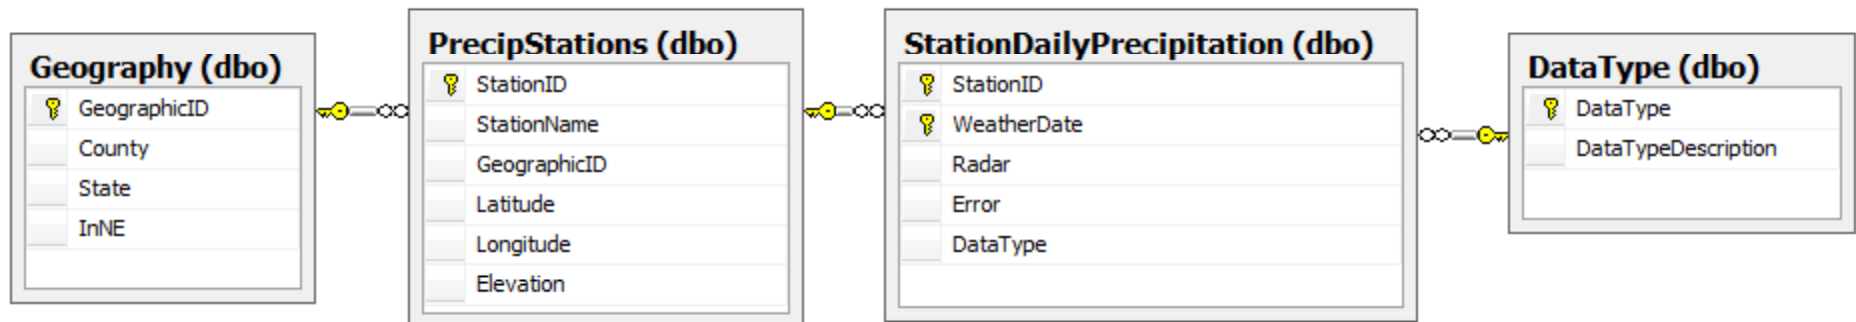 Geography (dbo)
GeographicID
County
State
InNE
PrecipStations (dbo)
StationID
StationName
GeographicID
Latitude
Longitude
Elevation
StationDailyPrecipitation (dbo)
StationID
WeatherDate
Radar
Error
DataType
DataType (dbo)
DataType
DataTypeDescription